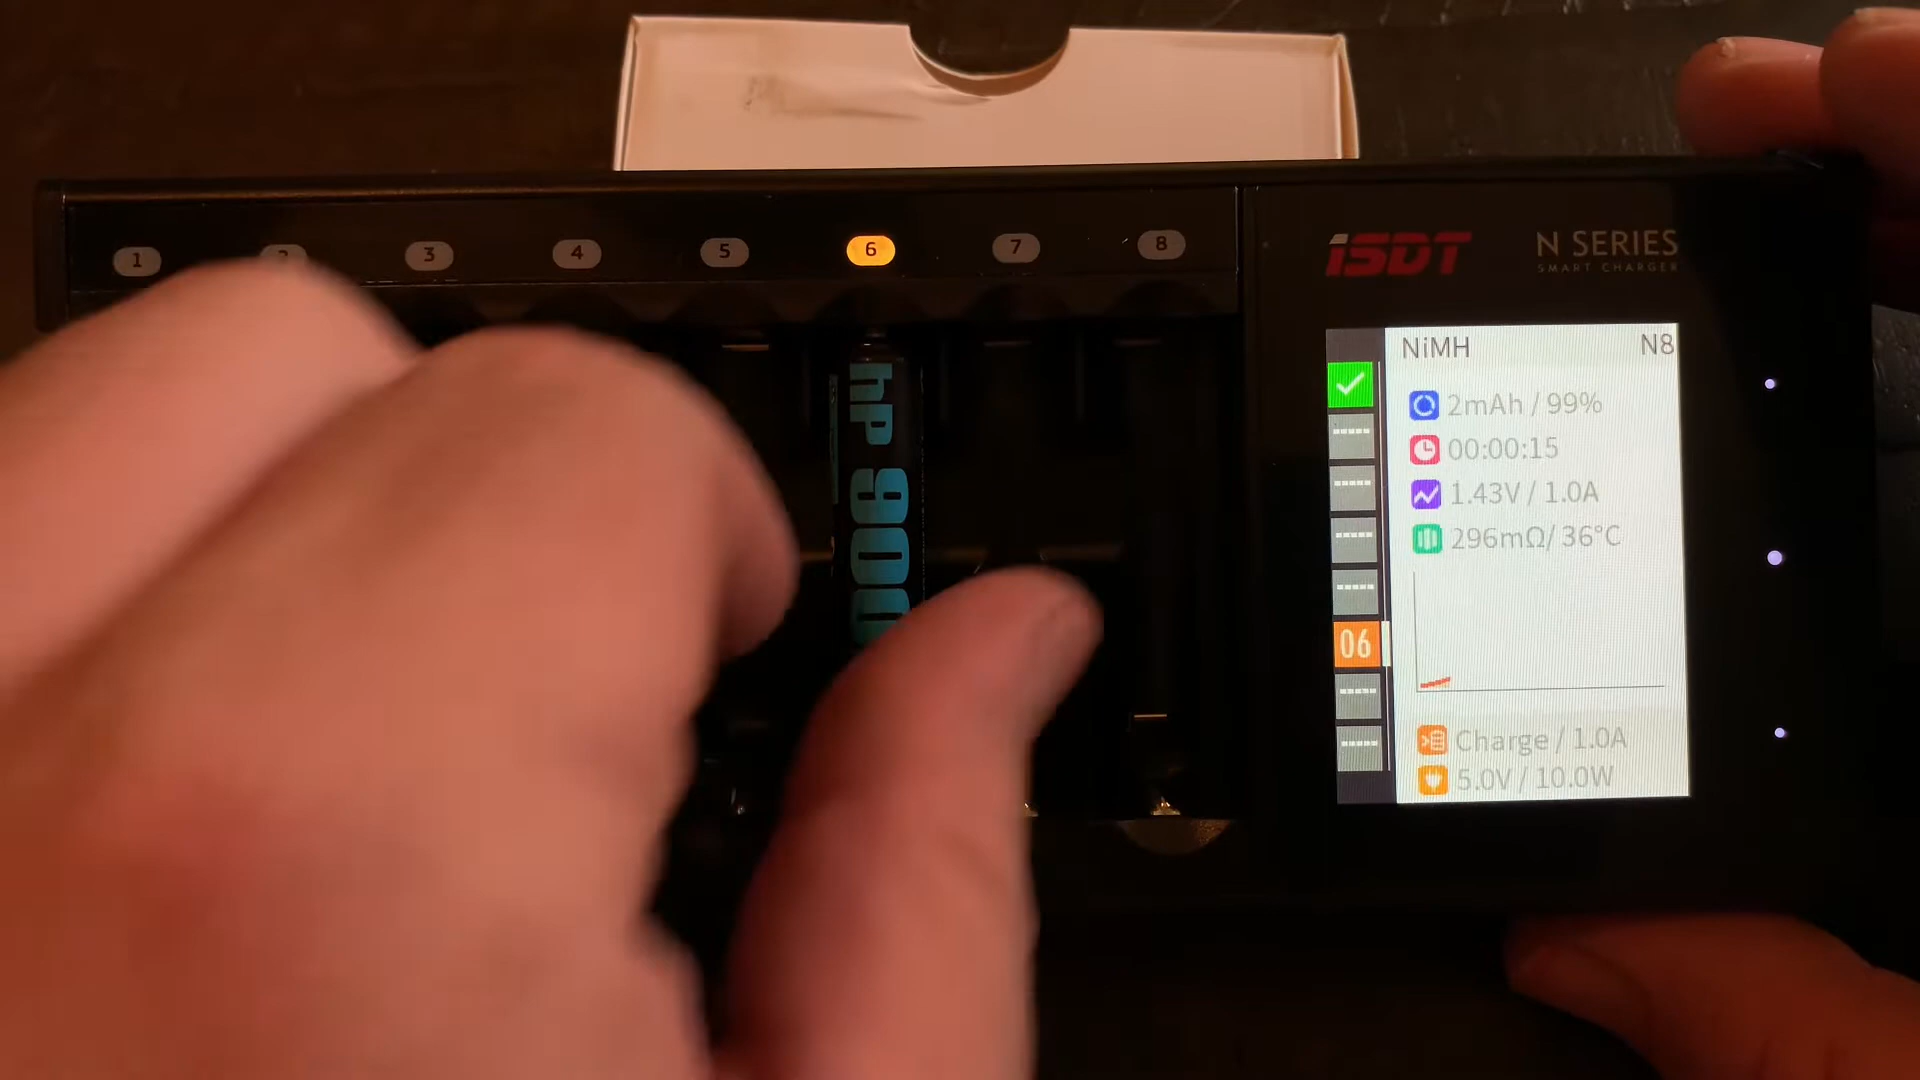 1 2 3 4 5 6 7 8
iSDT N SERIES
SMART CHARGER
NiMH N8
2mAh / 99%
00:00:15
1.43V / 1.0A
296mΩ/ 36°C
06
Charge / 1.0A
5.0V / 10.0W
hP 900